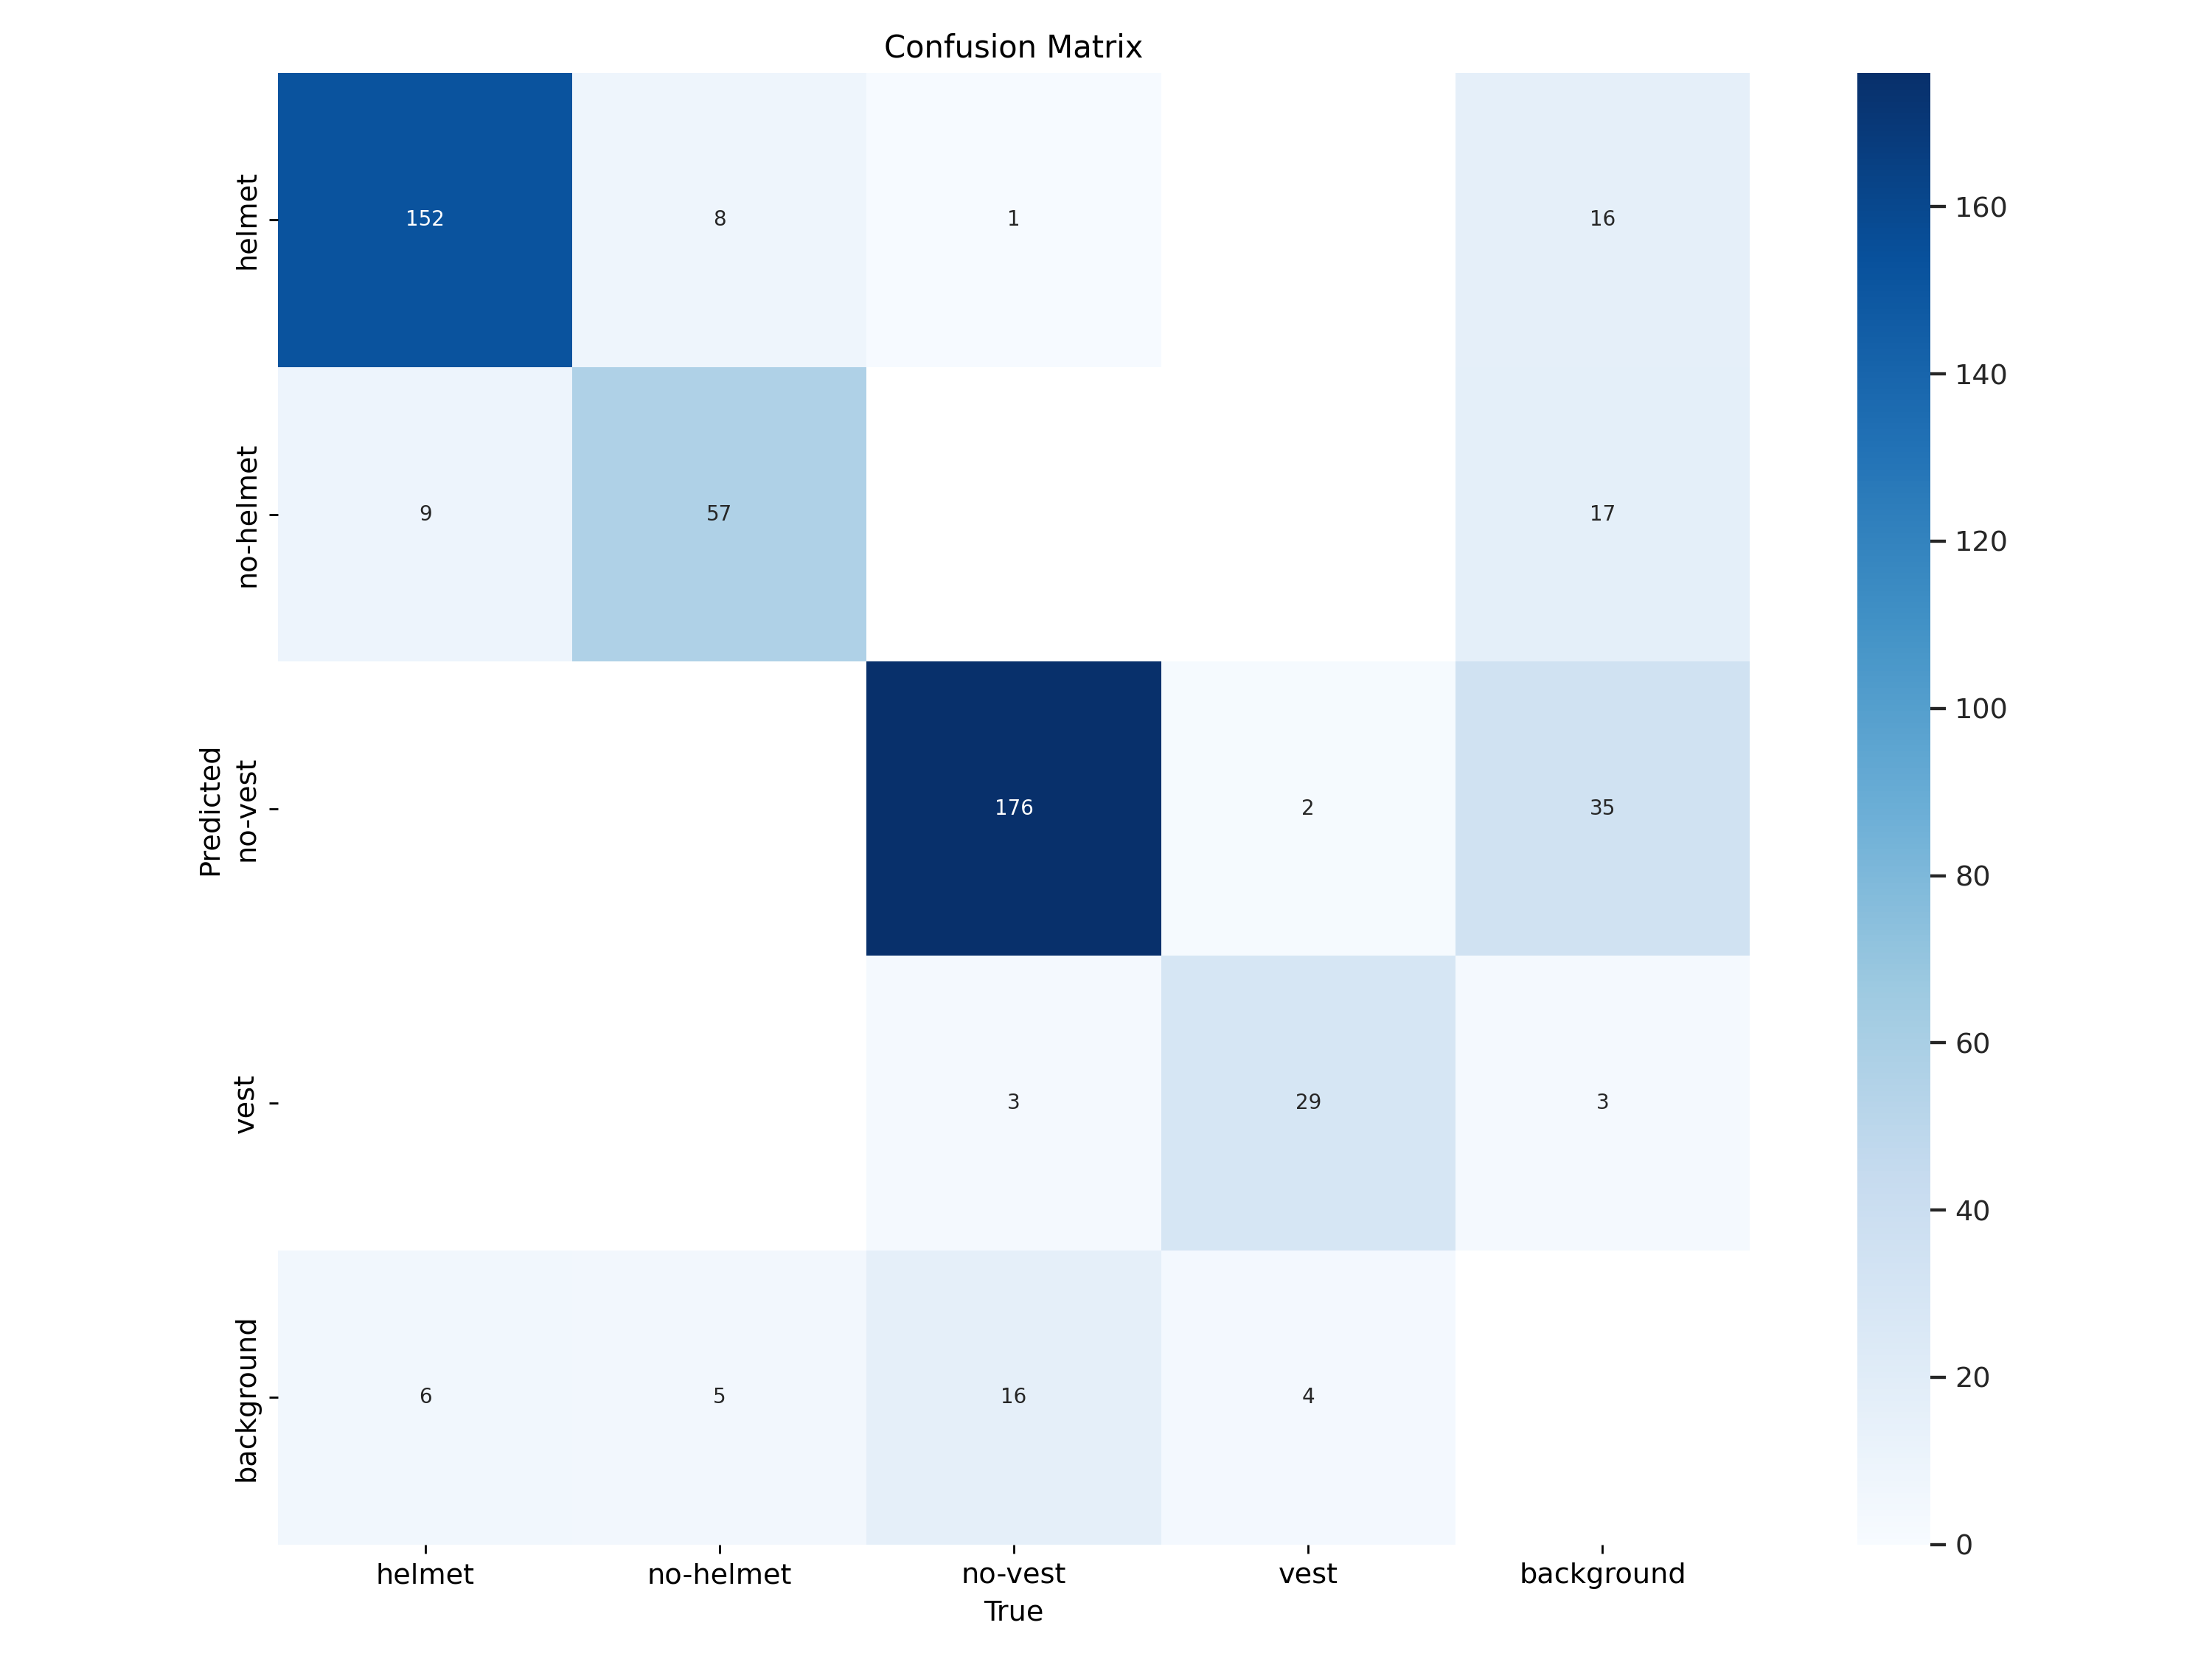 Confusion Matrix
helmet
152 8 1 16
160
140
no-helmet
9 57 17
120
100
Predicted
no-vest
176 2 35
80
60
vest
3 29 3
40
20
background
6 5 16 4
0
helmet no-helmet no-vest vest background
True